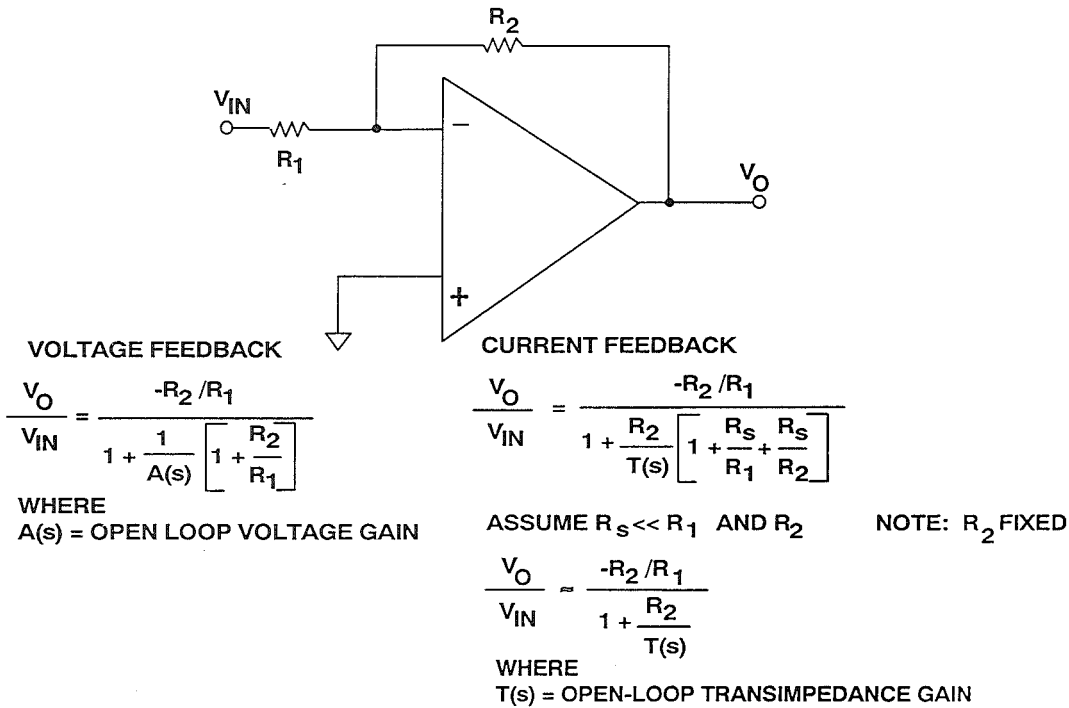 R2
VIN
R1
−
+
VO
VOLTAGE FEEDBACK
VO/VIN = -R2/R1 / (1 + 1/A(s) [1 + R2/R1])
WHERE
A(s) = OPEN LOOP VOLTAGE GAIN
CURRENT FEEDBACK
VO/VIN = -R2/R1 / (1 + R2/T(s) [1 + Rs/R1 + Rs/R2])
ASSUME Rs << R1 AND R2
NOTE: R2 FIXED
VO/VIN ≈ -R2/R1 / (1 + R2/T(s))
WHERE
T(s) = OPEN-LOOP TRANSIMPEDANCE GAIN